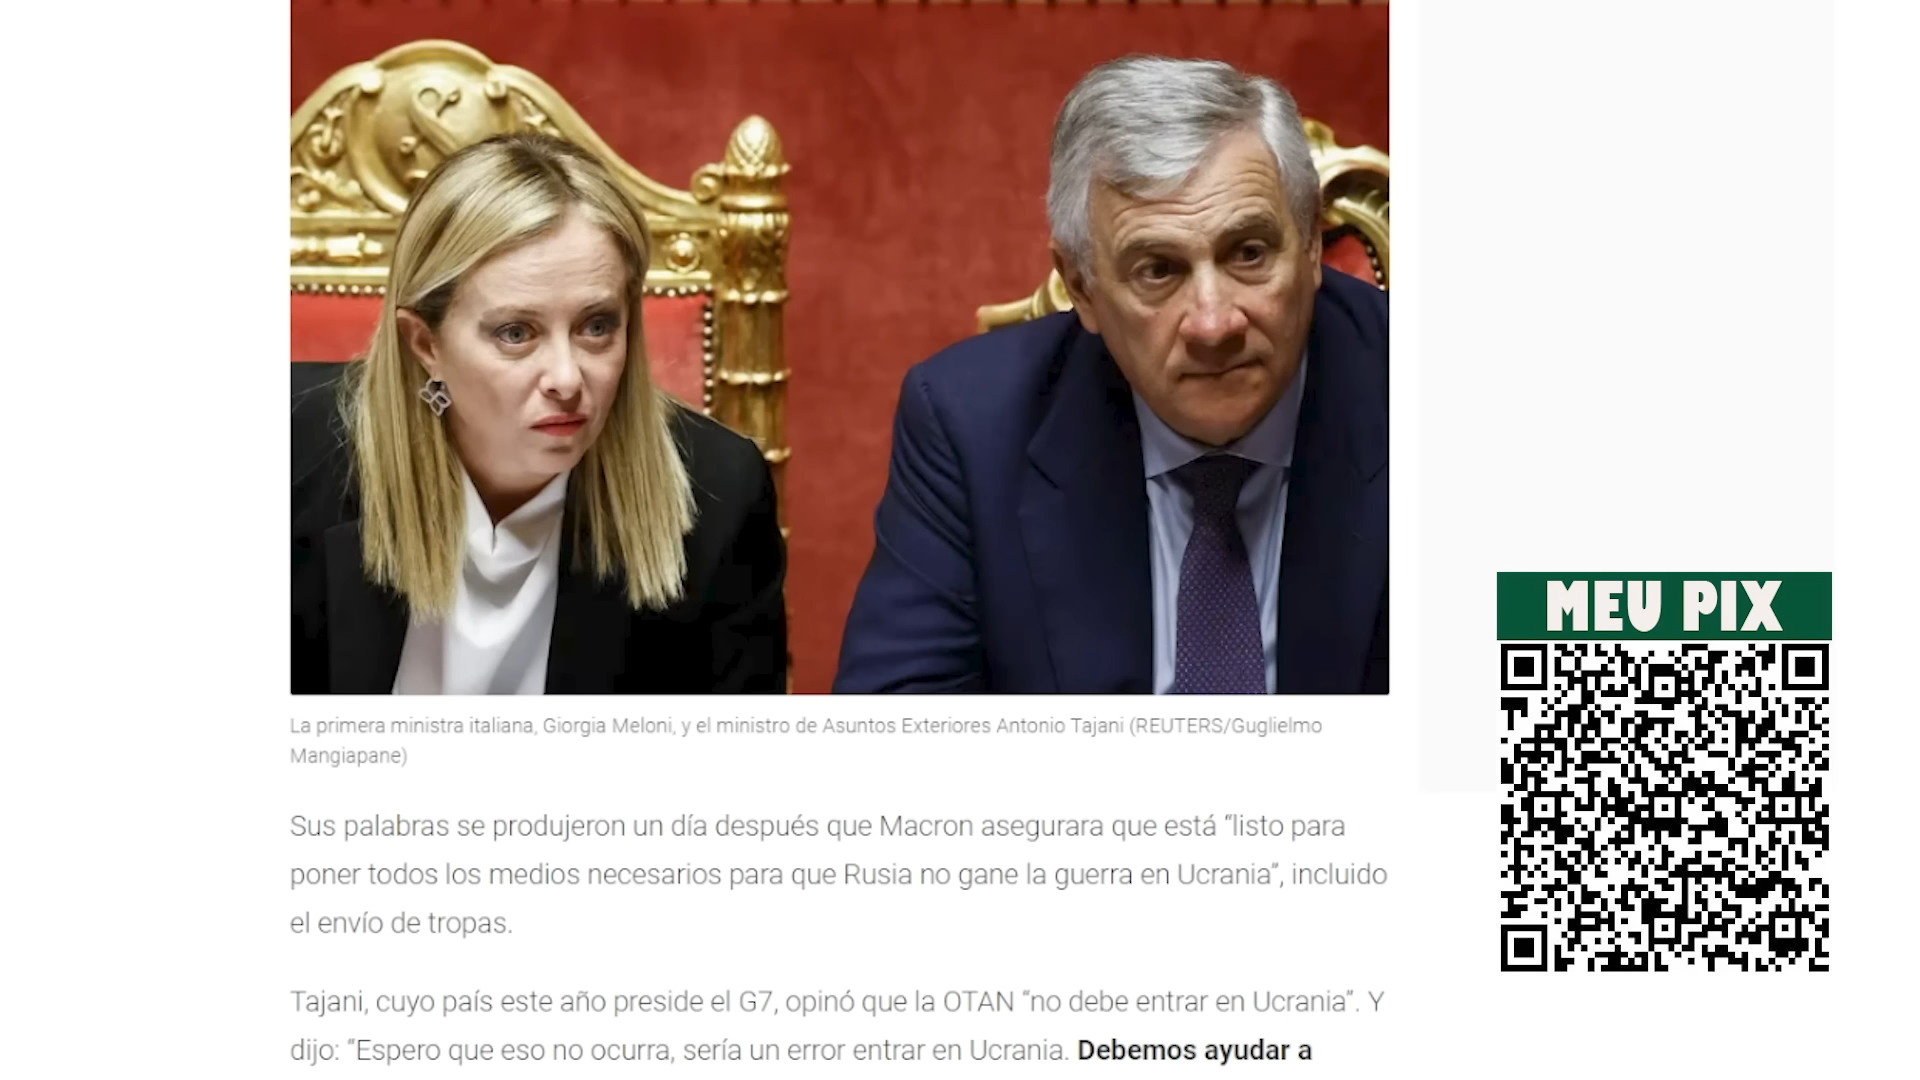 MEU PIX
La primera ministra italiana, Giorgia Meloni, y el ministro de Asuntos Exteriores Antonio Tajani (REUTERS/Guglielmo
Mangiapane)
Sus palabras se produjeron un día después que Macron asegurara que está “listo para
poner todos los medios necesarios para que Rusia no gane la guerra en Ucrania”, incluido
el envío de tropas.
Tajani, cuyo país este año preside el G7, opinó que la OTAN “no debe entrar en Ucrania”. Y
dijo: “Espero que eso no ocurra, sería un error entrar en Ucrania. Debemos ayudar a